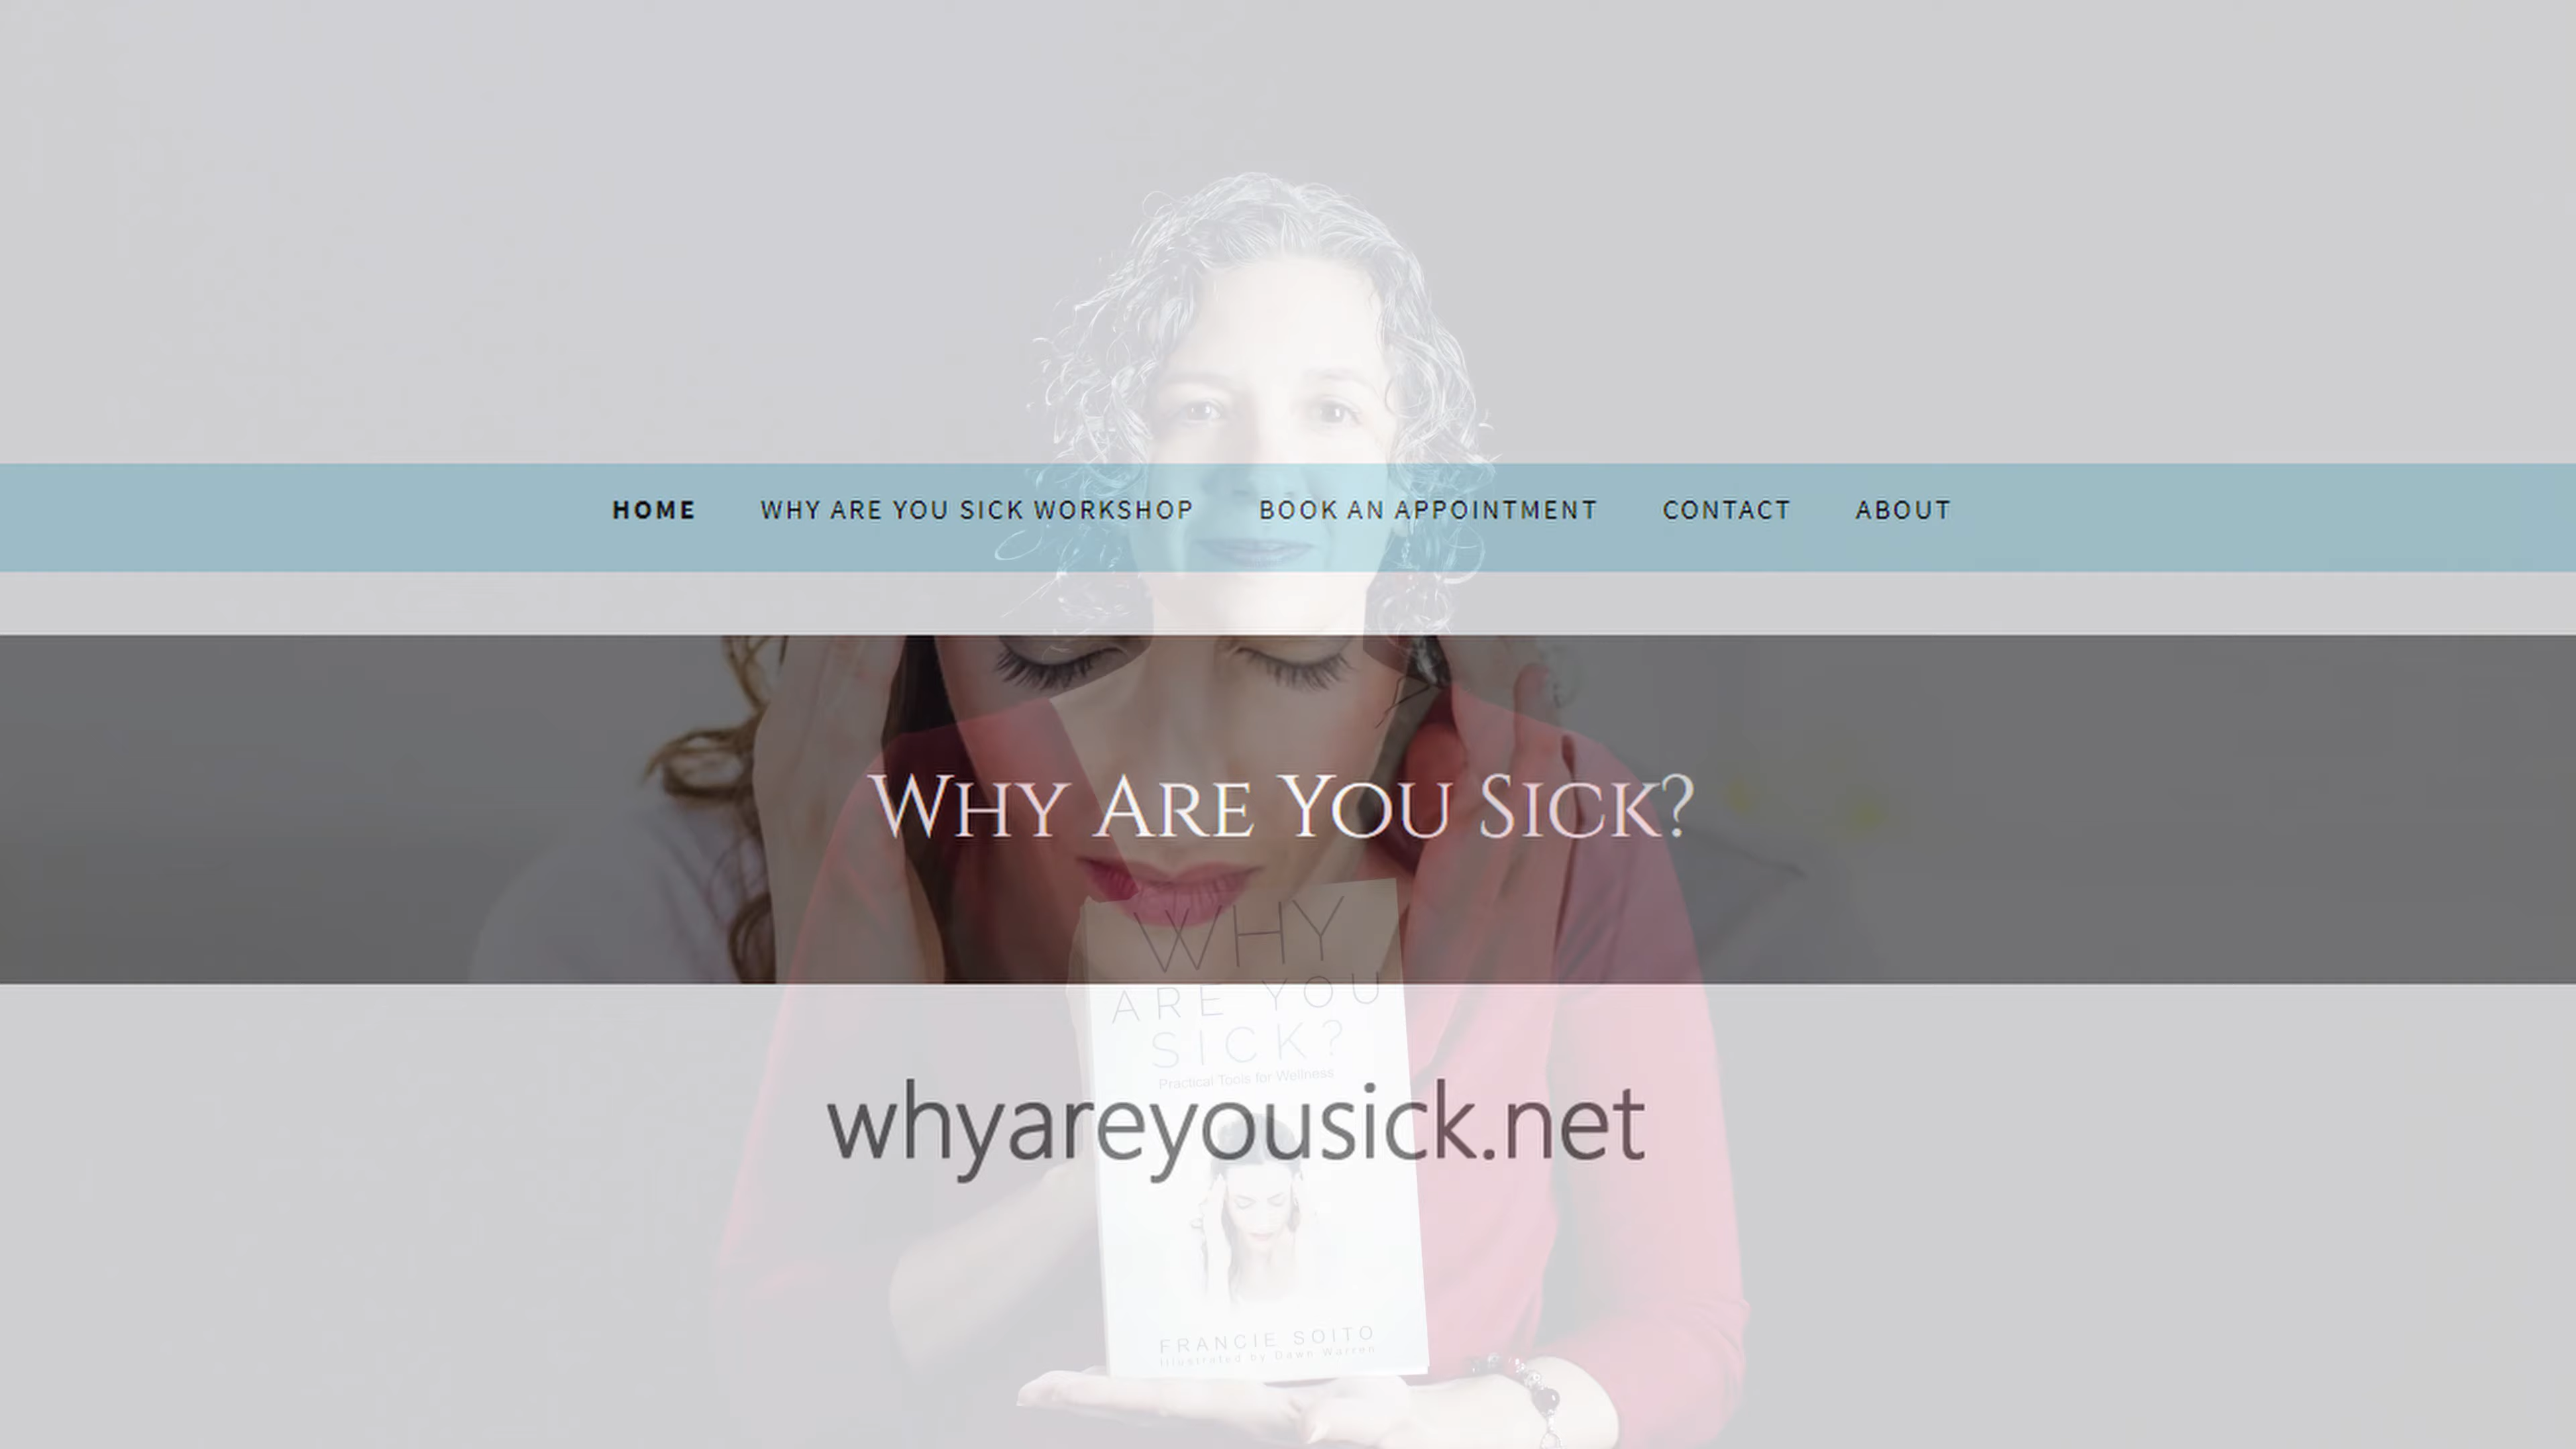 HOME WHY ARE YOU SICK WORKSHOP BOOK AN APPOINTMENT CONTACT ABOUT
WHY ARE YOU SICK?
WHY
ARE YOU
SICK?
Practical Tools for Wellness
whyareyousick.net
FRANCIE SOITO
Illustrated by Dawn Warren